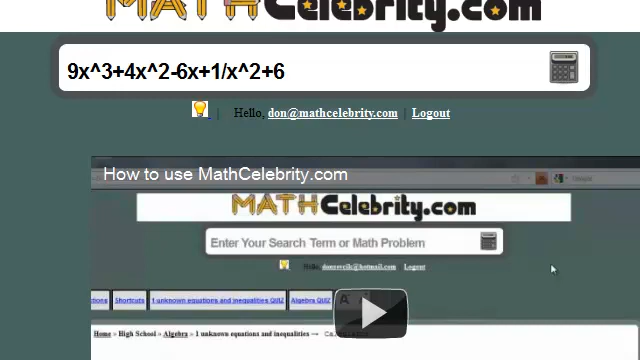 MATHCelebrity.com
9x^3+4x^2-6x+1/x^2+6
| Hello, don@mathcelebrity.com | Logout
How to use MathCelebrity.com
MATHCelebrity.com
Enter Your Search Term or Math Problem
Hello, Logout
Shortcuts 1 unknown equations and inequalities QUIZ Algebra QUIZ
Home > High School > Algebra > 1 unknown equations and inequalities